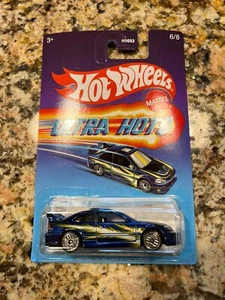 3+
6/8
Hot Wheels
MATTEL
ULTRA HOTS